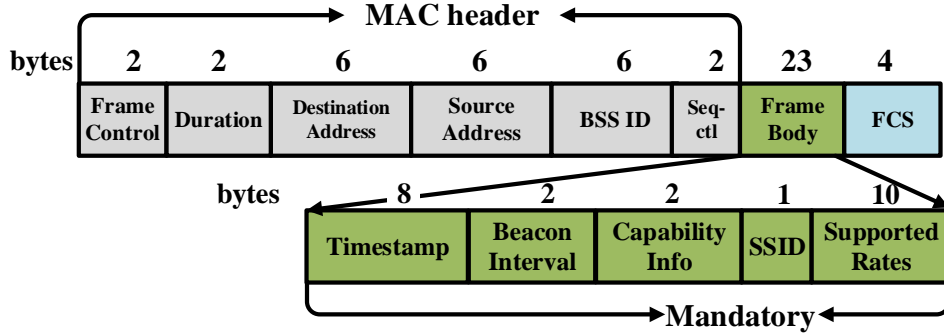 MAC header
bytes 2 2 6 6 6 2 23 4
Frame Control
Duration
Destination Address
Source Address
BSS ID
Seq-ctl
Frame Body
FCS
bytes 8 2 2 1 10
Timestamp
Beacon Interval
Capability Info
SSID
Supported Rates
Mandatory